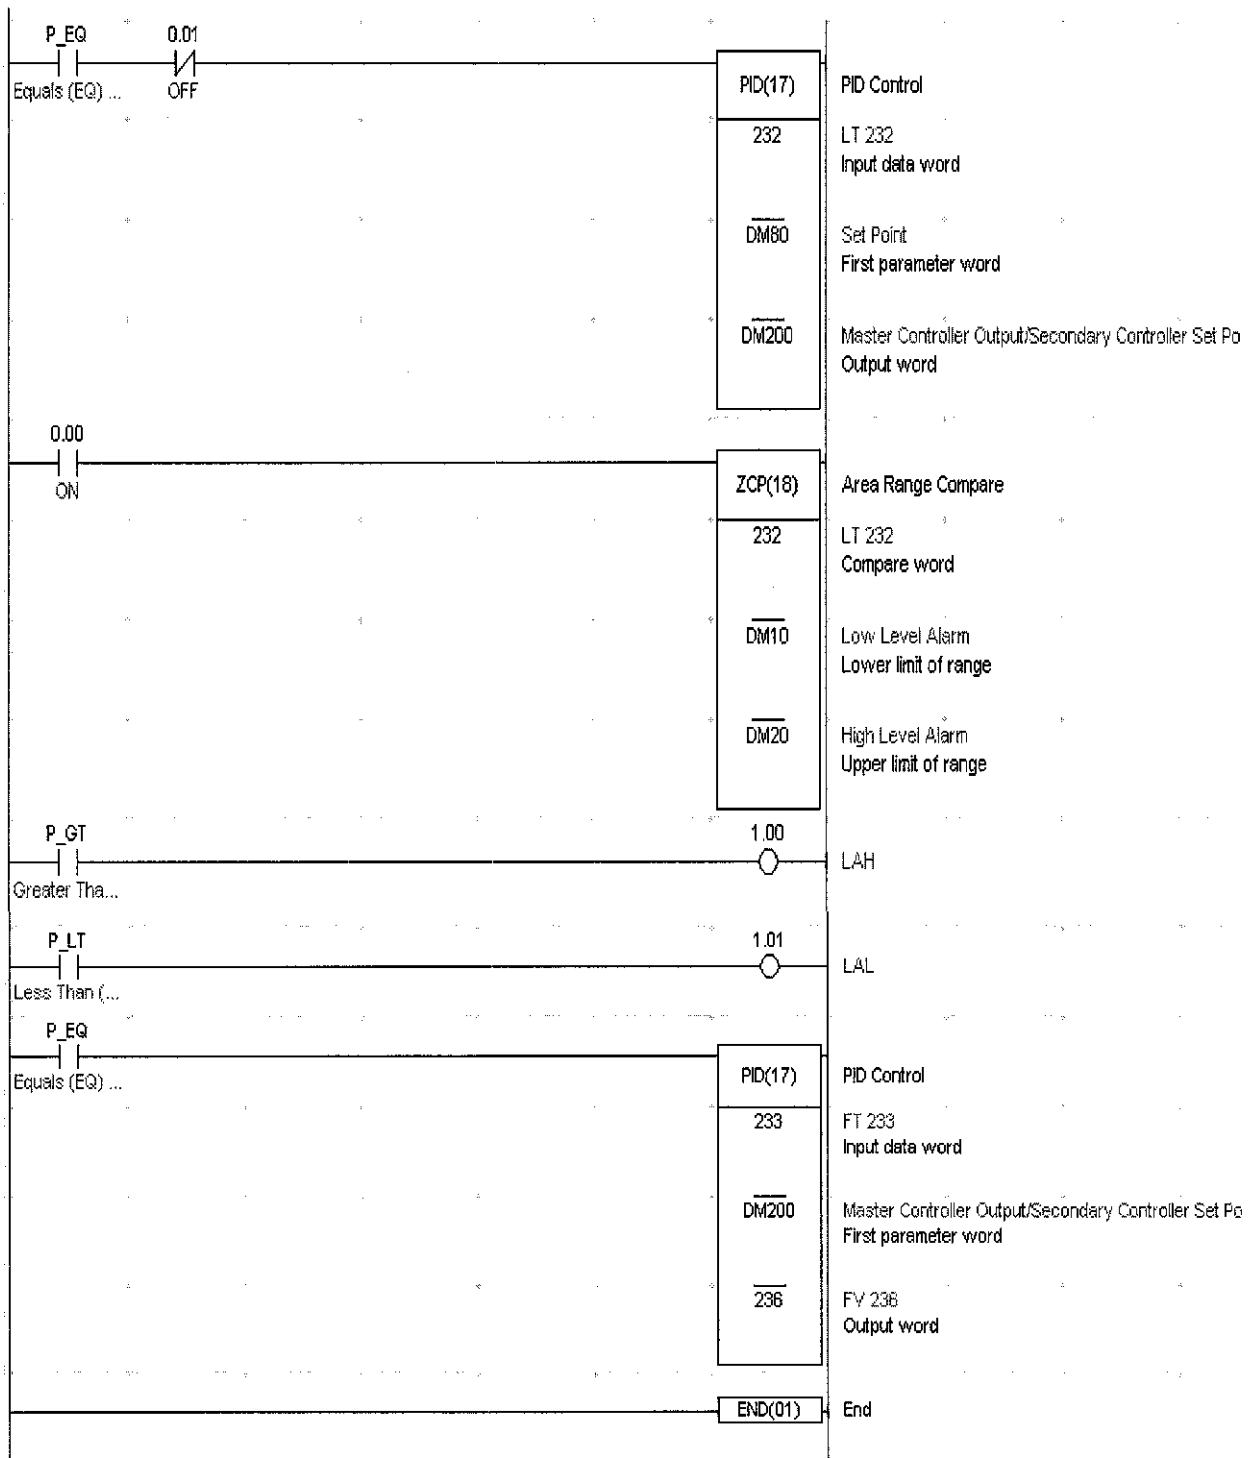 P_EQ 0.01
Equals (EQ) ... OFF
PID(17) PID Control
232 LT 232
Input data word
DM80 Set Point
First parameter word
DM200 Master Controller Output/Secondary Controller Set Po
Output word
0.00
ON
ZCP(18) Area Range Compare
232 LT 232
Compare word
DM10 Low Level Alarm
Lower limit of range
DM20 High Level Alarm
Upper limit of range
P_GT 1.00
LAH
Greater Tha...
P_LT 1.01
LAL
Less Than (...
P_EQ
Equals (EQ) ...
PID(17) PID Control
233 FT 233
Input data word
DM200 Master Controller Output/Secondary Controller Set Po
First parameter word
236 FV 236
Output word
END(01) End